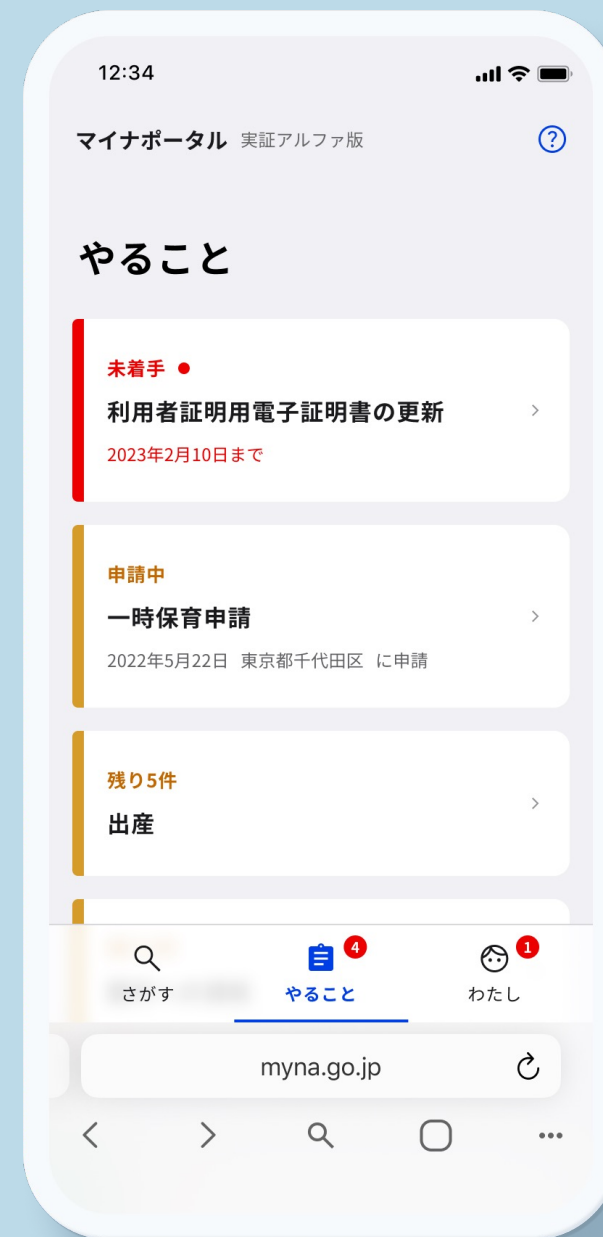 12:34
マイナポータル 実証アルファ版
?
やること
未着手
利用者証明用電子証明書の更新
2023年2月10日まで
申請中
一時保育申請
2022年5月22日 東京都千代田区 に申請
残り5件
出産
4
1
さがす
やること
わたし
myna.go.jp